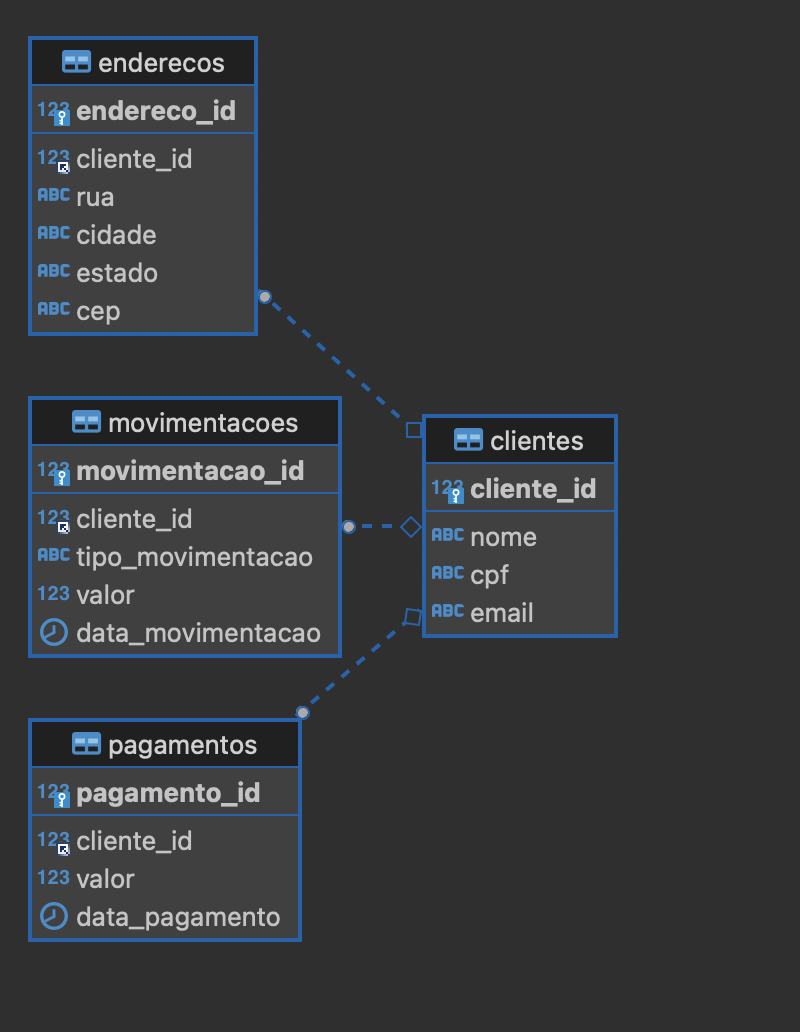 enderecos
123 endereco_id
123 cliente_id
ABC rua
ABC cidade
ABC estado
ABC cep
movimentacoes
123 movimentacao_id
123 cliente_id
ABC tipo_movimentacao
123 valor
data_movimentacao
clientes
123 cliente_id
ABC nome
ABC cpf
ABC email
pagamentos
123 pagamento_id
123 cliente_id
123 valor
data_pagamento